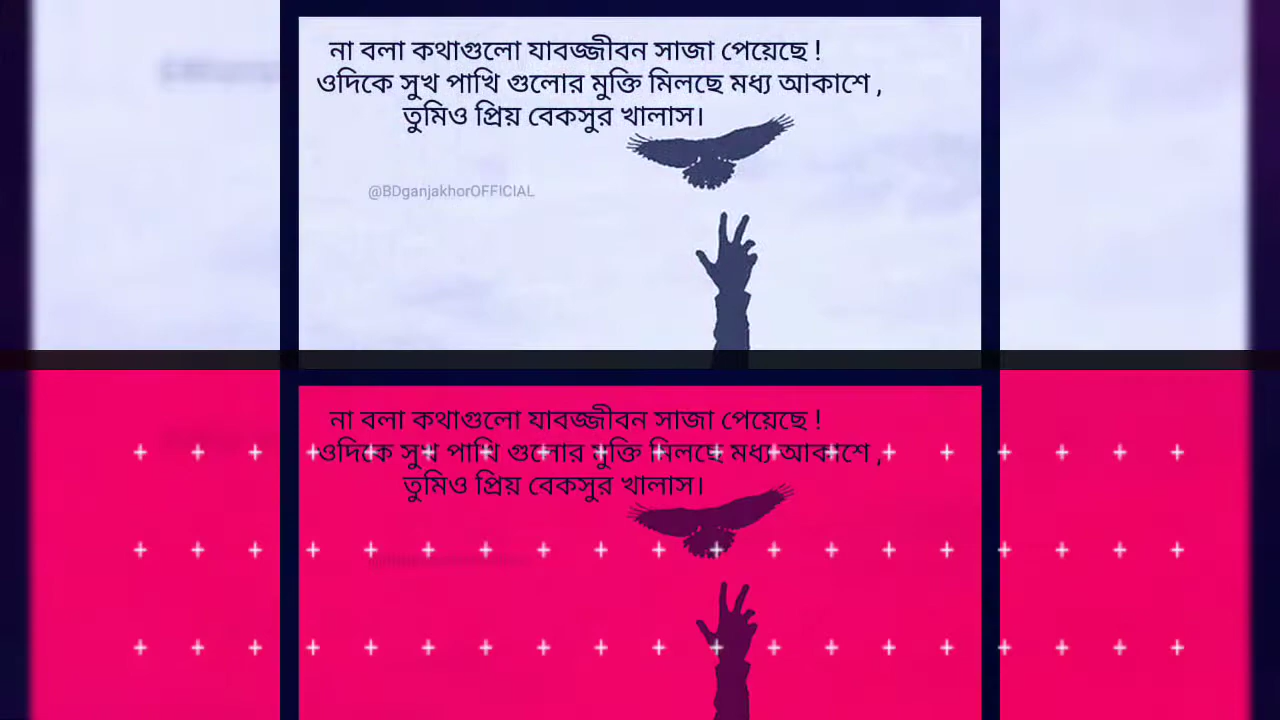 না বলা কথাগুলো যাবজ্জীবন সাজা পেয়েছে !
ওদিকে সুখ পাখি গুলোর মুক্তি মিলছে মধ্য আকাশে ,
তুমিও প্রিয় বেকসুর খালাস।
@BDganjakhorOFFICIAL
না বলা কথাগুলো যাবজ্জীবন সাজা পেয়েছে !
ওদিকে সুখ পাখি গুলোর মুক্তি মিলছে মধ্য আকাশে ,
তুমিও প্রিয় বেকসুর খালাস।